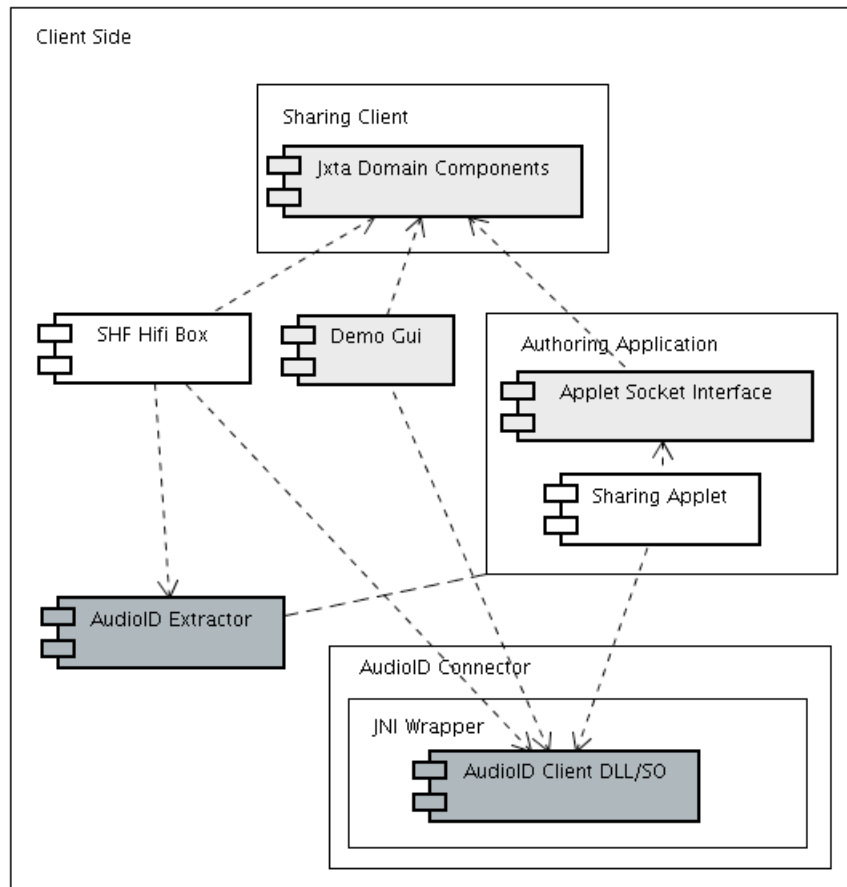 Client Side
Sharing Client
Jxta Domain Components
SHF Hifi Box
Demo Gui
Authoring Application
Applet Socket Interface
Sharing Applet
AudioID Extractor
AudioID Connector
JNI Wrapper
AudioID Client DLL/SO